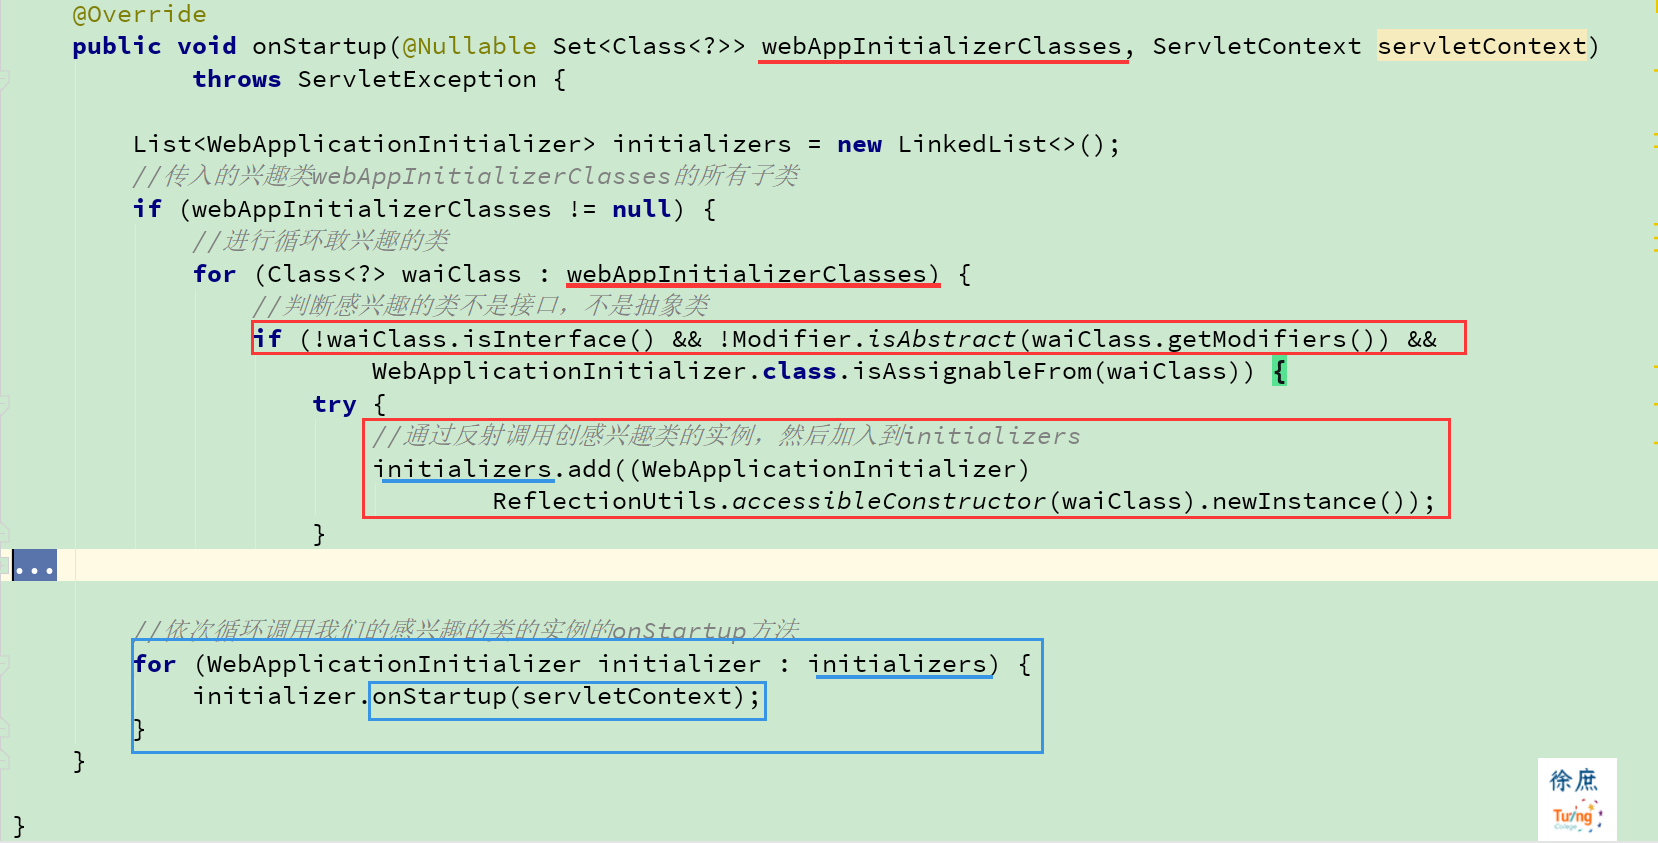 @Override
public void onStartup(@Nullable Set<Class<?>> webAppInitializerClasses, ServletContext servletContext)
        throws ServletException {
    List<WebApplicationInitializer> initializers = new LinkedList<>();
    //传入的兴趣类webAppInitializerClasses的所有子类
    if (webAppInitializerClasses != null) {
        //进行循环敢兴趣的类
        for (Class<?> waiClass : webAppInitializerClasses) {
            //判断感兴趣的类不是接口，不是抽象类
            if (!waiClass.isInterface() && !Modifier.isAbstract(waiClass.getModifiers()) &&
                    WebApplicationInitializer.class.isAssignableFrom(waiClass)) {
                try {
                    //通过反射调用创感兴趣类的实例，然后加入到initializers
                    initializers.add((WebApplicationInitializer)
                            ReflectionUtils.accessibleConstructor(waiClass).newInstance());
                }
...
    //依次循环调用我们的感兴趣的类的实例的onStartup方法
    for (WebApplicationInitializer initializer : initializers) {
        initializer.onStartup(servletContext);
    }
}
}
徐庶
Turing
College